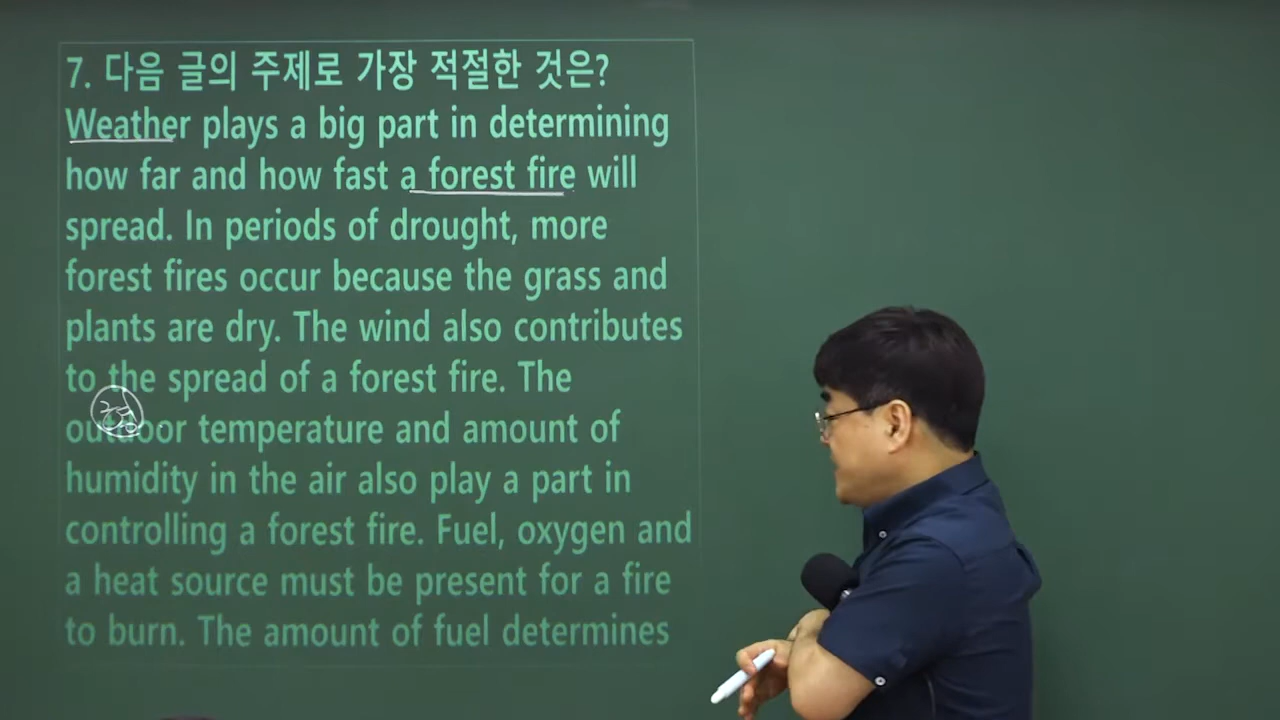 7. 다음 글의 주제로 가장 적절한 것은?
Weather plays a big part in determining
how far and how fast a forest fire will
spread. In periods of drought, more
forest fires occur because the grass and
plants are dry. The wind also contributes
to the spread of a forest fire. The
outdoor temperature and amount of
humidity in the air also play a part in
controlling a forest fire. Fuel, oxygen and
a heat source must be present for a fire
to burn. The amount of fuel determines